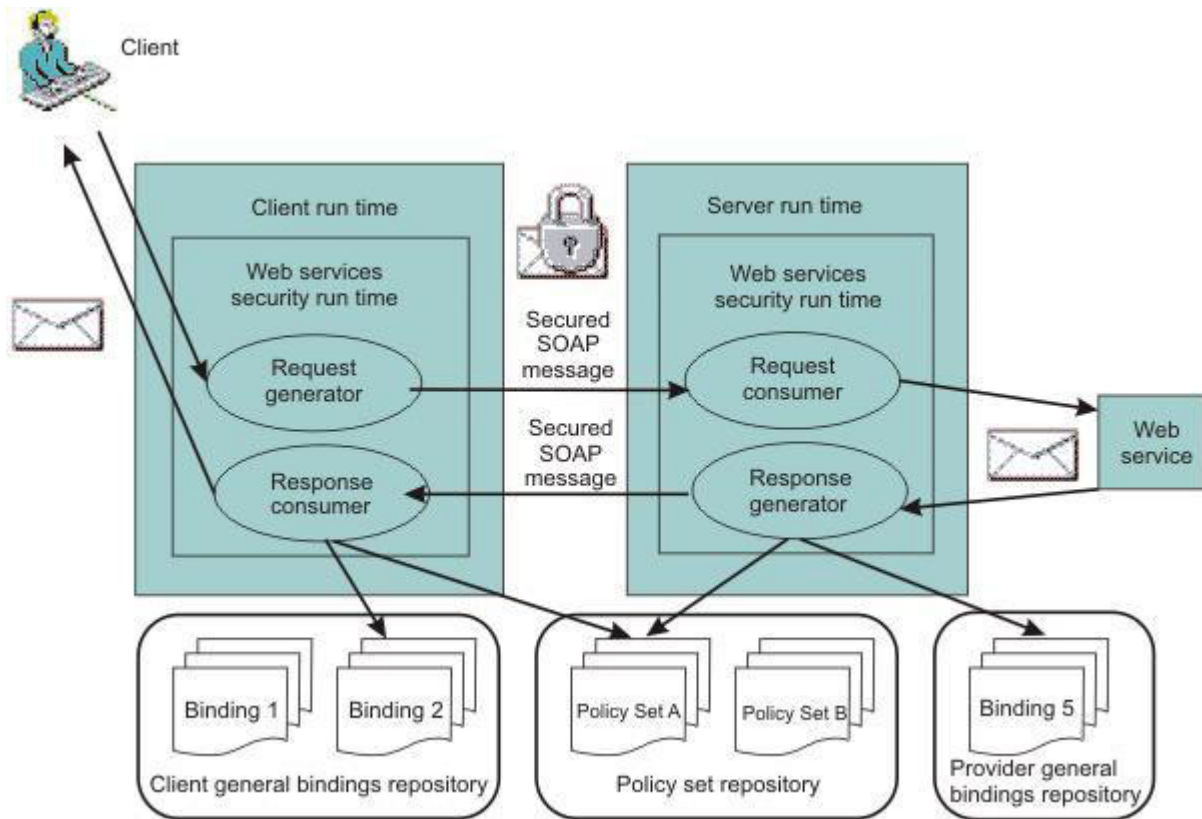 Client
Client run time
Server run time
Web services
security run time
Web services
security run time
Secured
SOAP
message
Request
generator
Request
consumer
Secured
SOAP
message
Web
service
Response
consumer
Response
generator
Binding 1
Binding 2
Policy Set A
Policy Set B
Binding 5
Client general bindings repository
Policy set repository
Provider general
bindings repository